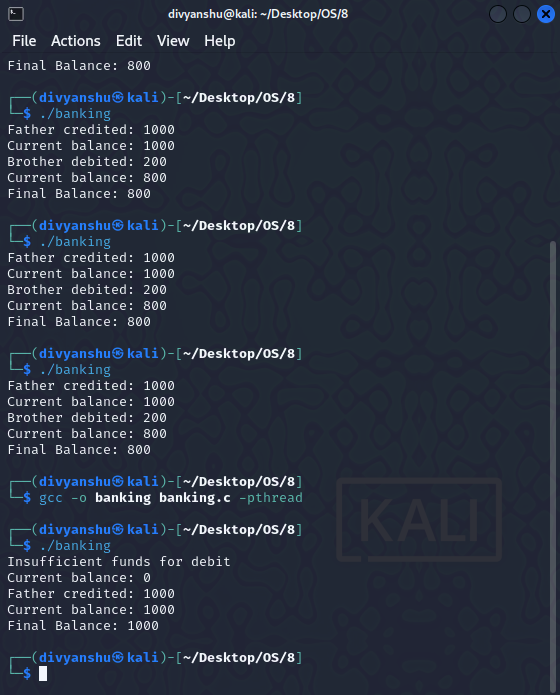 divyanshu@kali: ~/Desktop/OS/8
File Actions Edit View Help
Final Balance: 800
┌──(divyanshu㉿kali)-[~/Desktop/OS/8]
└─$ ./banking
Father credited: 1000
Current balance: 1000
Brother debited: 200
Current balance: 800
Final Balance: 800
┌──(divyanshu㉿kali)-[~/Desktop/OS/8]
└─$ ./banking
Father credited: 1000
Current balance: 1000
Brother debited: 200
Current balance: 800
Final Balance: 800
┌──(divyanshu㉿kali)-[~/Desktop/OS/8]
└─$ ./banking
Father credited: 1000
Current balance: 1000
Brother debited: 200
Current balance: 800
Final Balance: 800
┌──(divyanshu㉿kali)-[~/Desktop/OS/8]
└─$ gcc -o banking banking.c -pthread
┌──(divyanshu㉿kali)-[~/Desktop/OS/8]
└─$ ./banking
Insufficient funds for debit
Current balance: 0
Father credited: 1000
Current balance: 1000
Final Balance: 1000
┌──(divyanshu㉿kali)-[~/Desktop/OS/8]
└─$
KALI